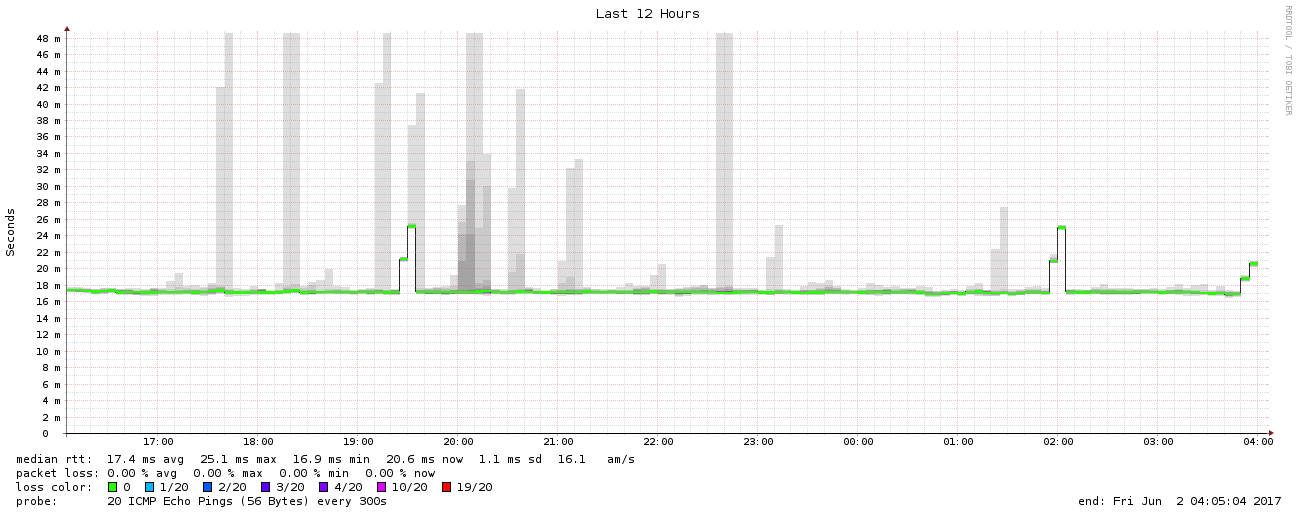 Last 12 Hours
RRDTOOL / TOBI OETIKER
Seconds
48 m
46 m
44 m
42 m
40 m
38 m
36 m
34 m
32 m
30 m
28 m
26 m
24 m
22 m
20 m
18 m
16 m
14 m
12 m
10 m
8 m
6 m
4 m
2 m
0
17:00 18:00 19:00 20:00 21:00 22:00 23:00 00:00 01:00 02:00 03:00 04:00
median rtt: 17.4 ms avg 25.1 ms max 16.9 ms min 20.6 ms now 1.1 ms sd 16.1 am/s
packet loss: 0.00 % avg 0.00 % max 0.00 % min 0.00 % now
loss color: 0 1/20 2/20 3/20 4/20 10/20 19/20
probe: 20 ICMP Echo Pings (56 Bytes) every 300s end: Fri Jun 2 04:05:04 2017